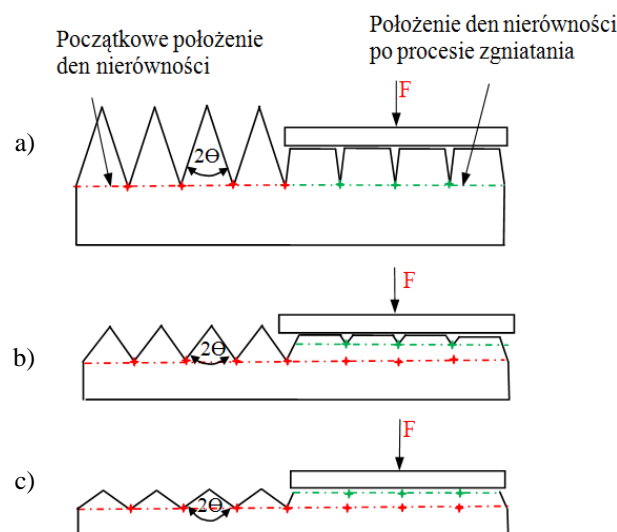 Początkowe położenie
den nierówności
Położenie den nierówności
po procesie zgniatania
a)
F
2Θ
b)
F
2Θ
c)
F
2Θ